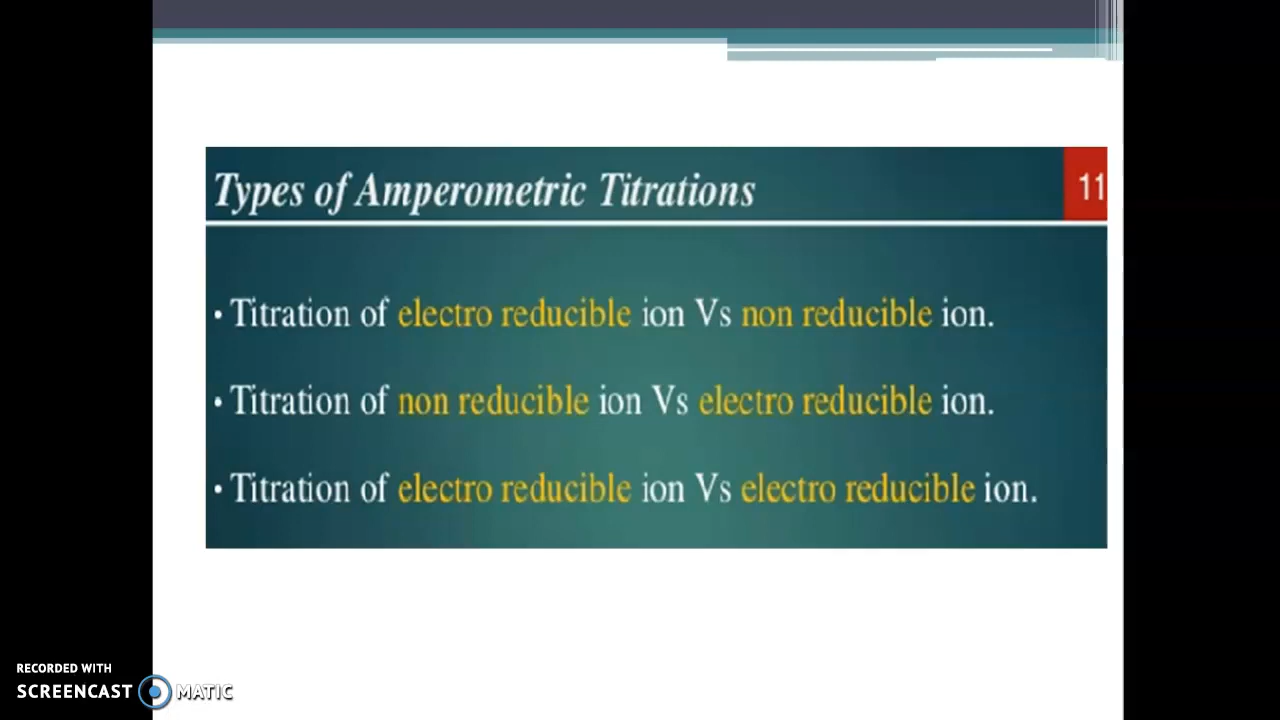 Types of Amperometric Titrations
11
• Titration of electro reducible ion Vs non reducible ion.
• Titration of non reducible ion Vs electro reducible ion.
• Titration of electro reducible ion Vs electro reducible ion.
RECORDED WITH
SCREENCAST MATIC